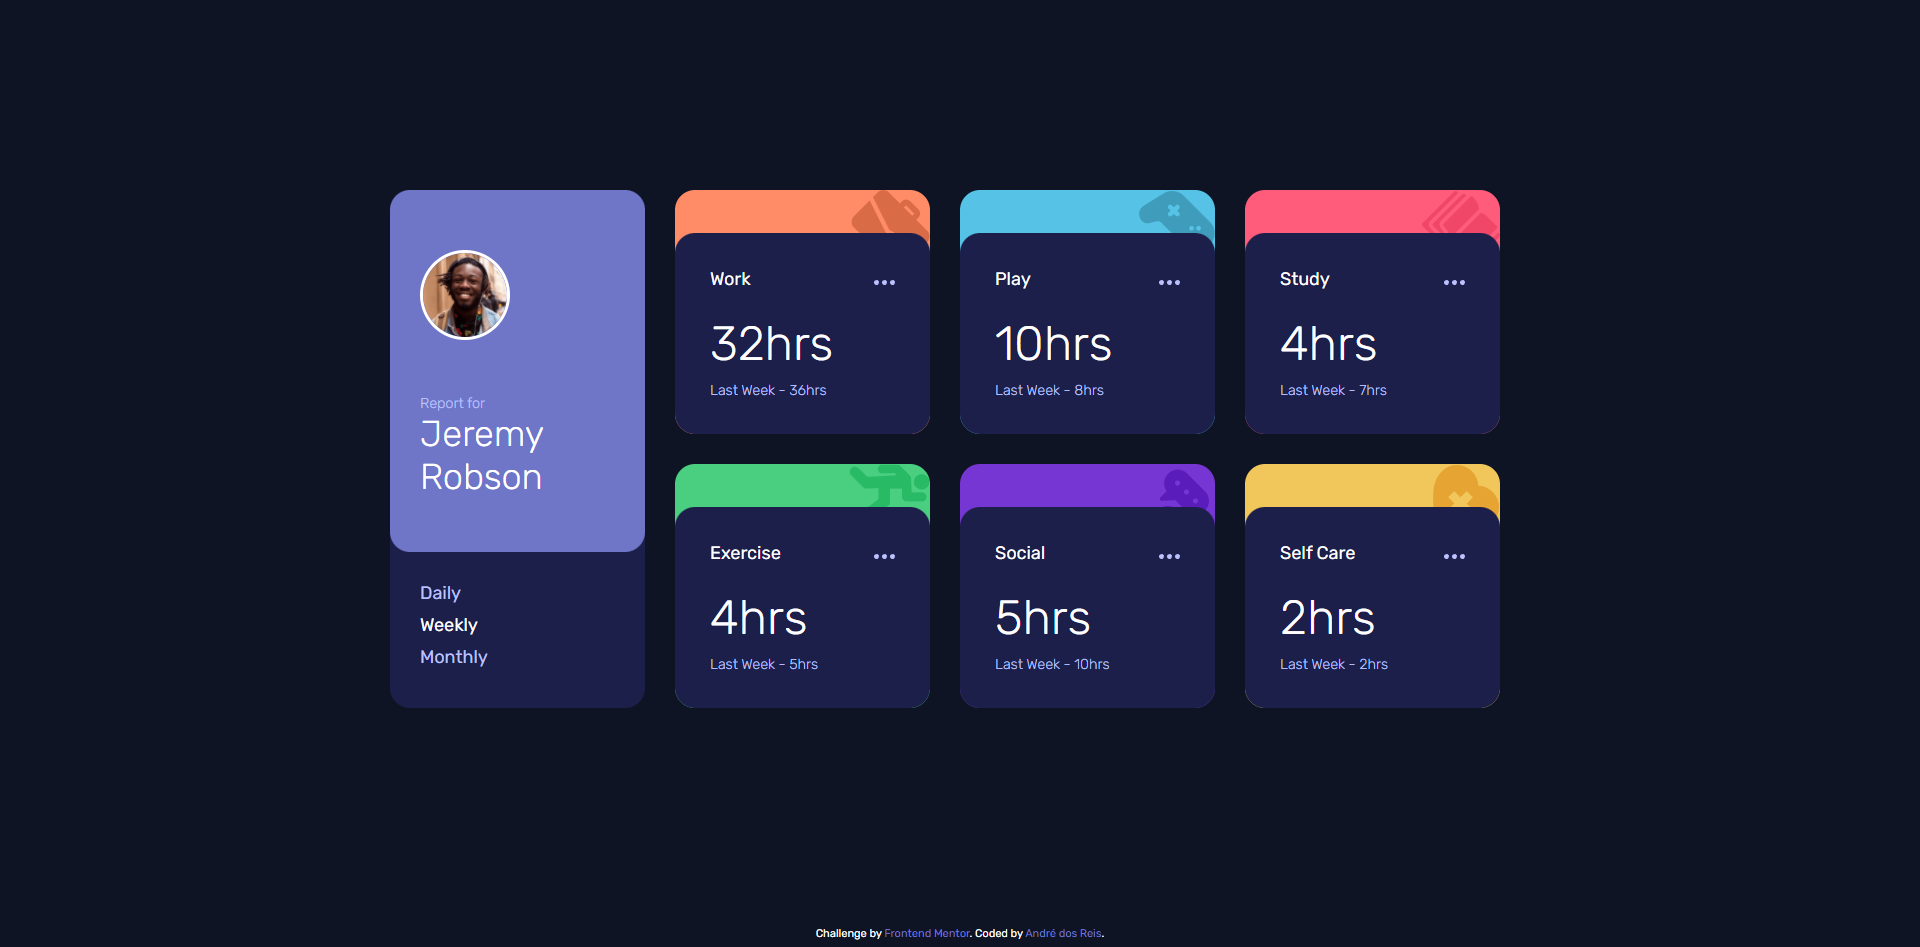 Report for
Jeremy
Robson
Daily
Weekly
Monthly
Work
32hrs
Last Week - 36hrs
Play
10hrs
Last Week - 8hrs
Study
4hrs
Last Week - 7hrs
Exercise
4hrs
Last Week - 5hrs
Social
5hrs
Last Week - 10hrs
Self Care
2hrs
Last Week - 2hrs
Challenge by Frontend Mentor. Coded by André dos Reis.